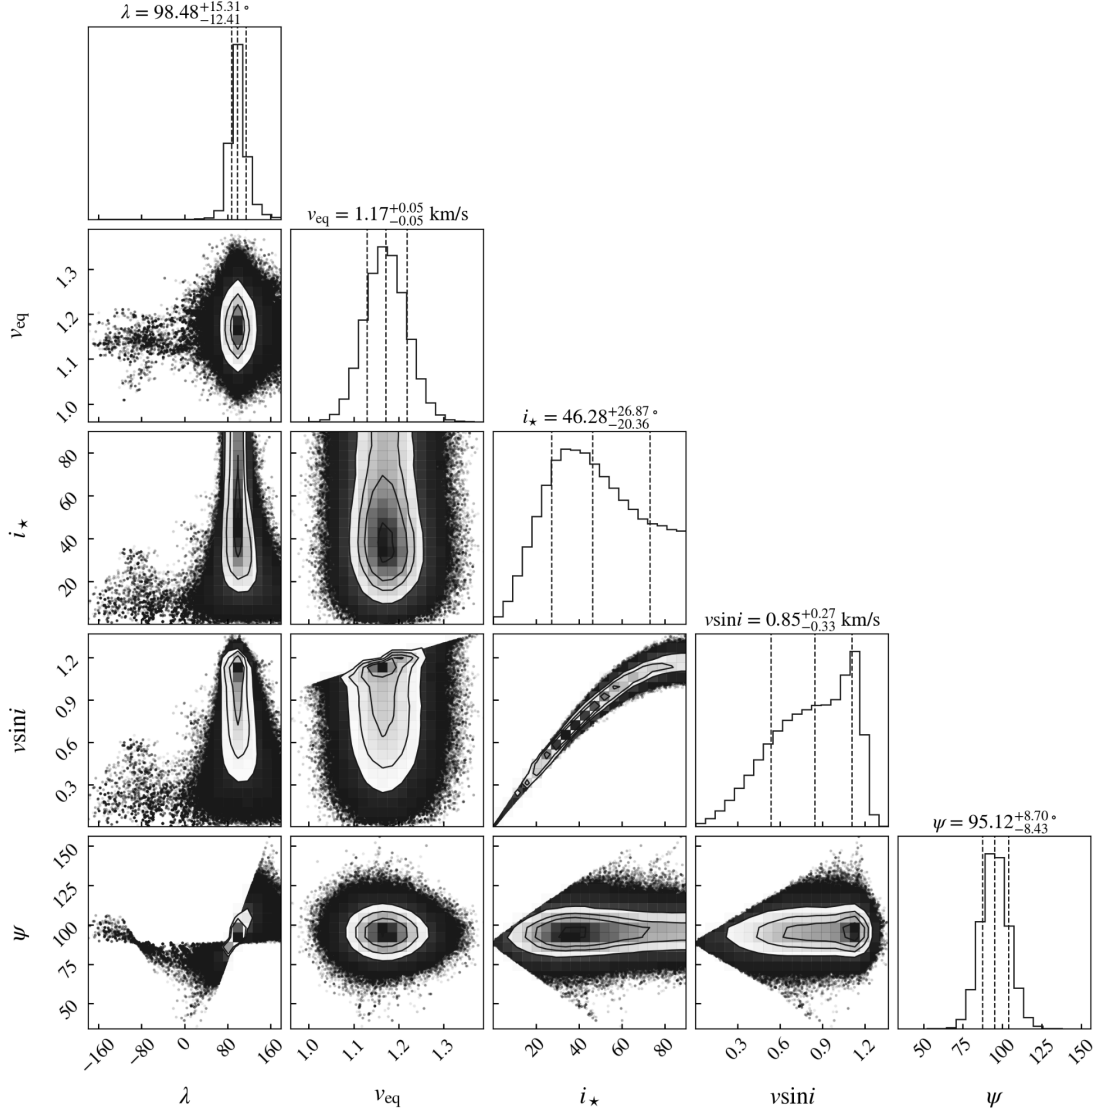 λ = 98.48 +15.31 −12.41 °
v_eq = 1.17 +0.05 −0.05 km/s
1.3
1.2
1.1
1.0
v_eq
i⋆ = 46.28 +26.87 −20.36 °
80
60
40
20
i⋆
vsini = 0.85 +0.27 −0.33 km/s
1.2
0.9
0.6
0.3
vsini
ψ = 95.12 +8.70 −8.43 °
150
125
100
75
50
ψ
−160 −80 0 80 160
1.0 1.1 1.2 1.3
20 40 60 80
0.3 0.6 0.9 1.2
50 75 100 125 150
λ v_eq i⋆ vsini ψ